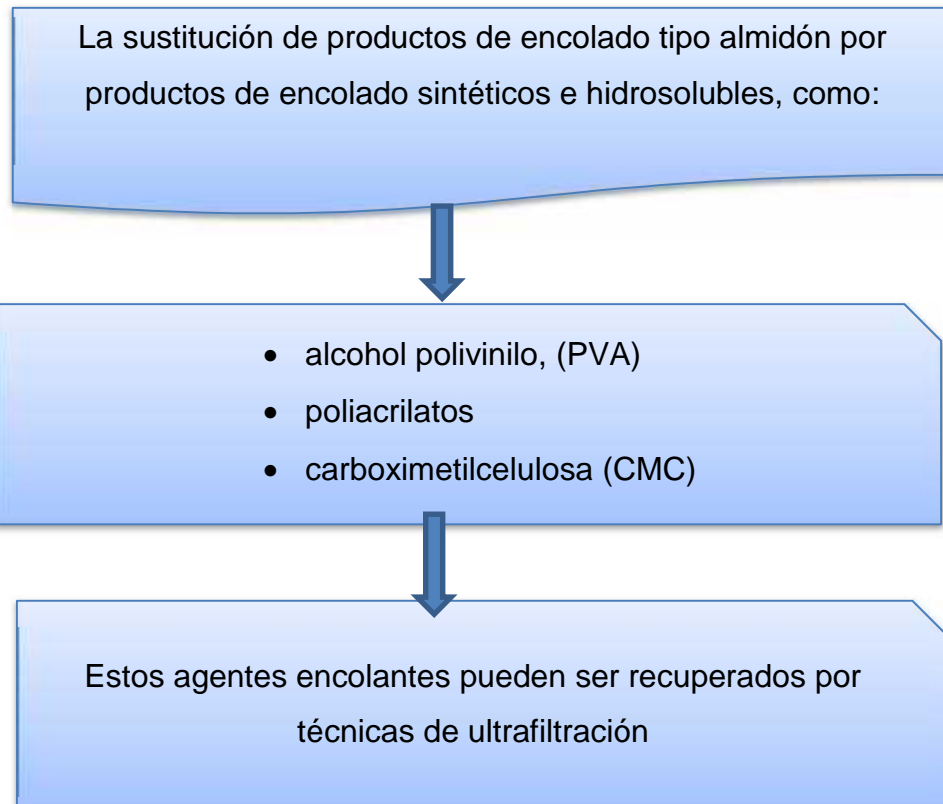 La sustitución de productos de encolado tipo almidón por
productos de encolado sintéticos e hidrosolubles, como:
• alcohol polivinilo, (PVA)
• poliacrilatos
• carboximetilcelulosa (CMC)
Estos agentes encolantes pueden ser recuperados por
técnicas de ultrafiltración